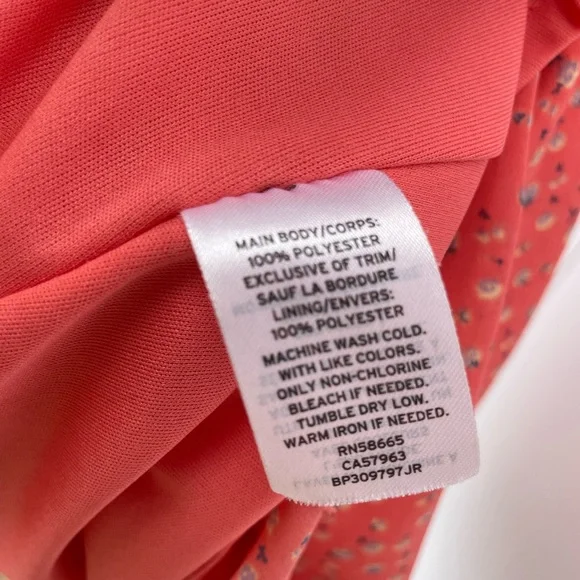 MAIN BODY/CORPS:
100% POLYESTER
EXCLUSIVE OF TRIM/
SAUF LA BORDURE
LINING/ENVERS:
100% POLYESTER
MACHINE WASH COLD.
WITH LIKE COLORS.
ONLY NON-CHLORINE
BLEACH IF NEEDED.
TUMBLE DRY LOW.
WARM IRON IF NEEDED.
RN58665
CA57963
BP309797JR